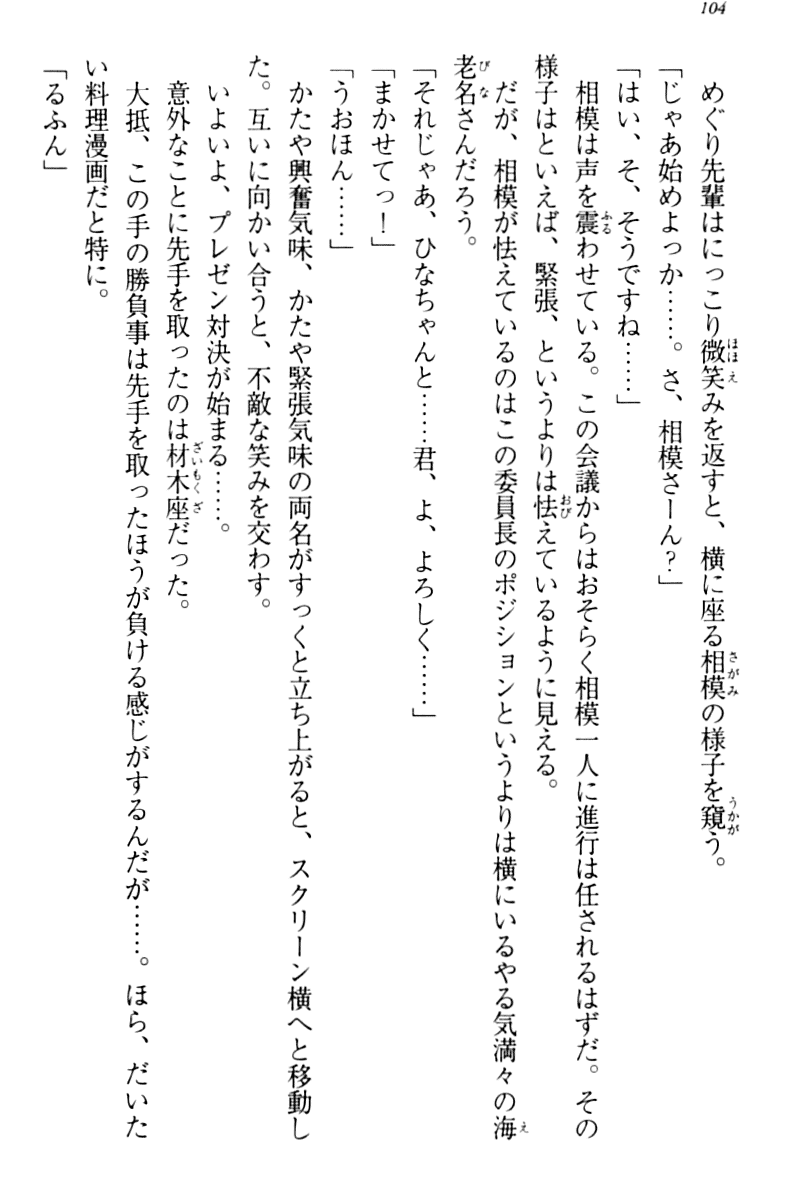 104
めぐり先輩はにっこり微笑みを返すと、横に座る相模の様子を窺う。
「じゃあ始めよっか……。さ、相模さーん？」
「はい、そ、そうですね……」
相模は声を震わせている。この会議からはおそらく相模一人に進行は任されるはずだ。その
様子はといえば、緊張、というよりは怯えているように見える。
だが、相模が怯えているのはこの委員長のポジションというよりは横にいるやる気満々の海
老名さんだろう。
「それじゃあ、ひなちゃんと……君、よ、よろしく……」
「まかせてっ！」
「うおほん……」
かたや興奮気味、かたや緊張気味の両名がすっくと立ち上がると、スクリーン横へと移動し
た。互いに向かい合うと、不敵な笑みを交わす。
いよいよ、プレゼン対決が始まる……。
意外なことに先手を取ったのは材木座だった。
大抵、この手の勝負事は先手を取ったほうが負ける感じがするんだが……。ほら、だいた
い料理漫画だと特に。
「るふん」